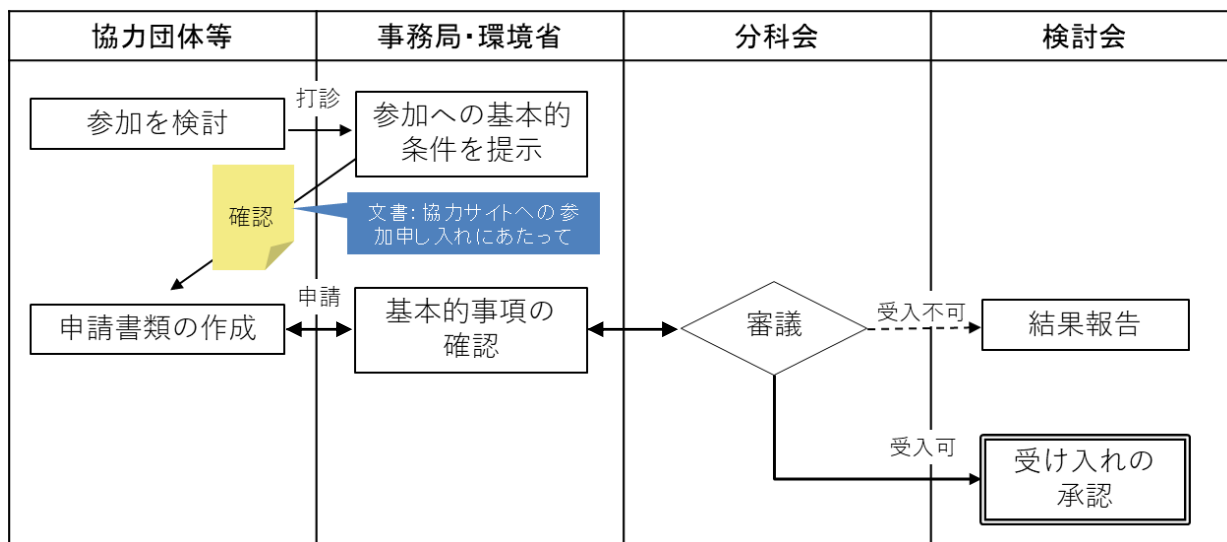 協力団体等
事務局・環境省
分科会
検討会
打診
参加を検討
参加への基本的
条件を提示
確認
文書：協力サイトへの参
加申し入れにあたって
申請
申請書類の作成
基本的事項の
確認
審議
受入不可
結果報告
受入可
受け入れの
承認